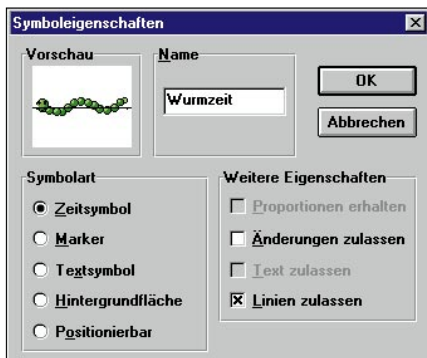 Symboleigenschaften
Vorschau
Name
Wurmzeit
OK
Abbrechen
Symbolart
Zeitsymbol
Marker
Textsymbol
Hintergrundfläche
Positionierbar
Weitere Eigenschaften
Proportionen erhalten
Änderungen zulassen
Text zulassen
Linien zulassen